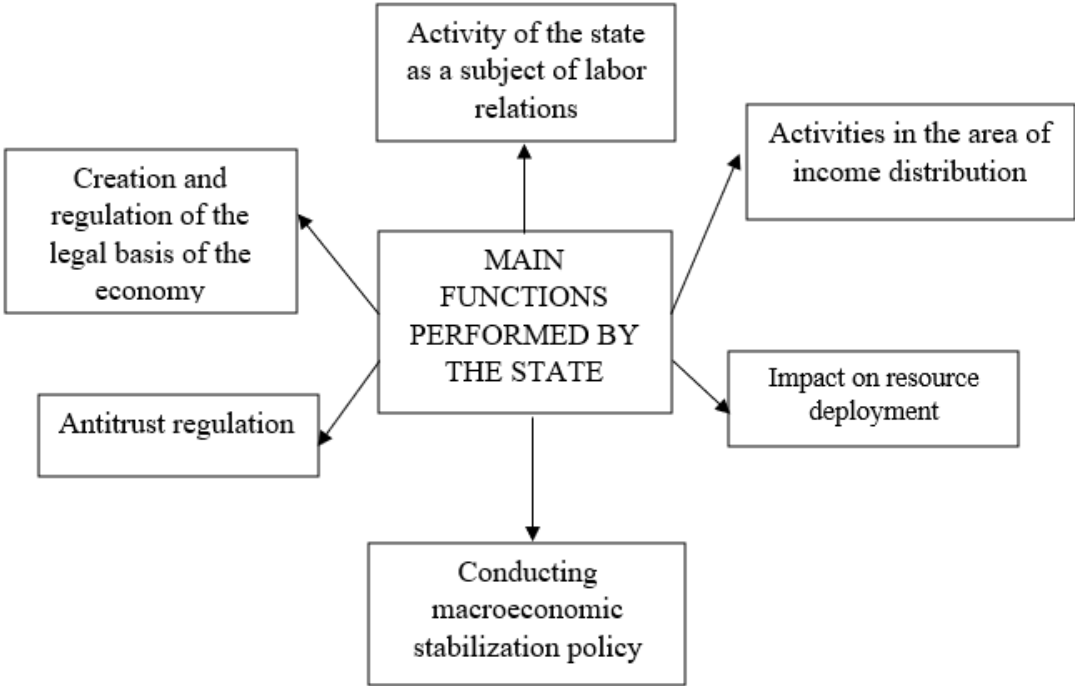 Activity of the state
as a subject of labor
relations
Activities in the area of
income distribution
Creation and
regulation of the
legal basis of the
economy
MAIN
FUNCTIONS
PERFORMED BY
THE STATE
Impact on resource
deployment
Antitrust regulation
Conducting
macroeconomic
stabilization policy